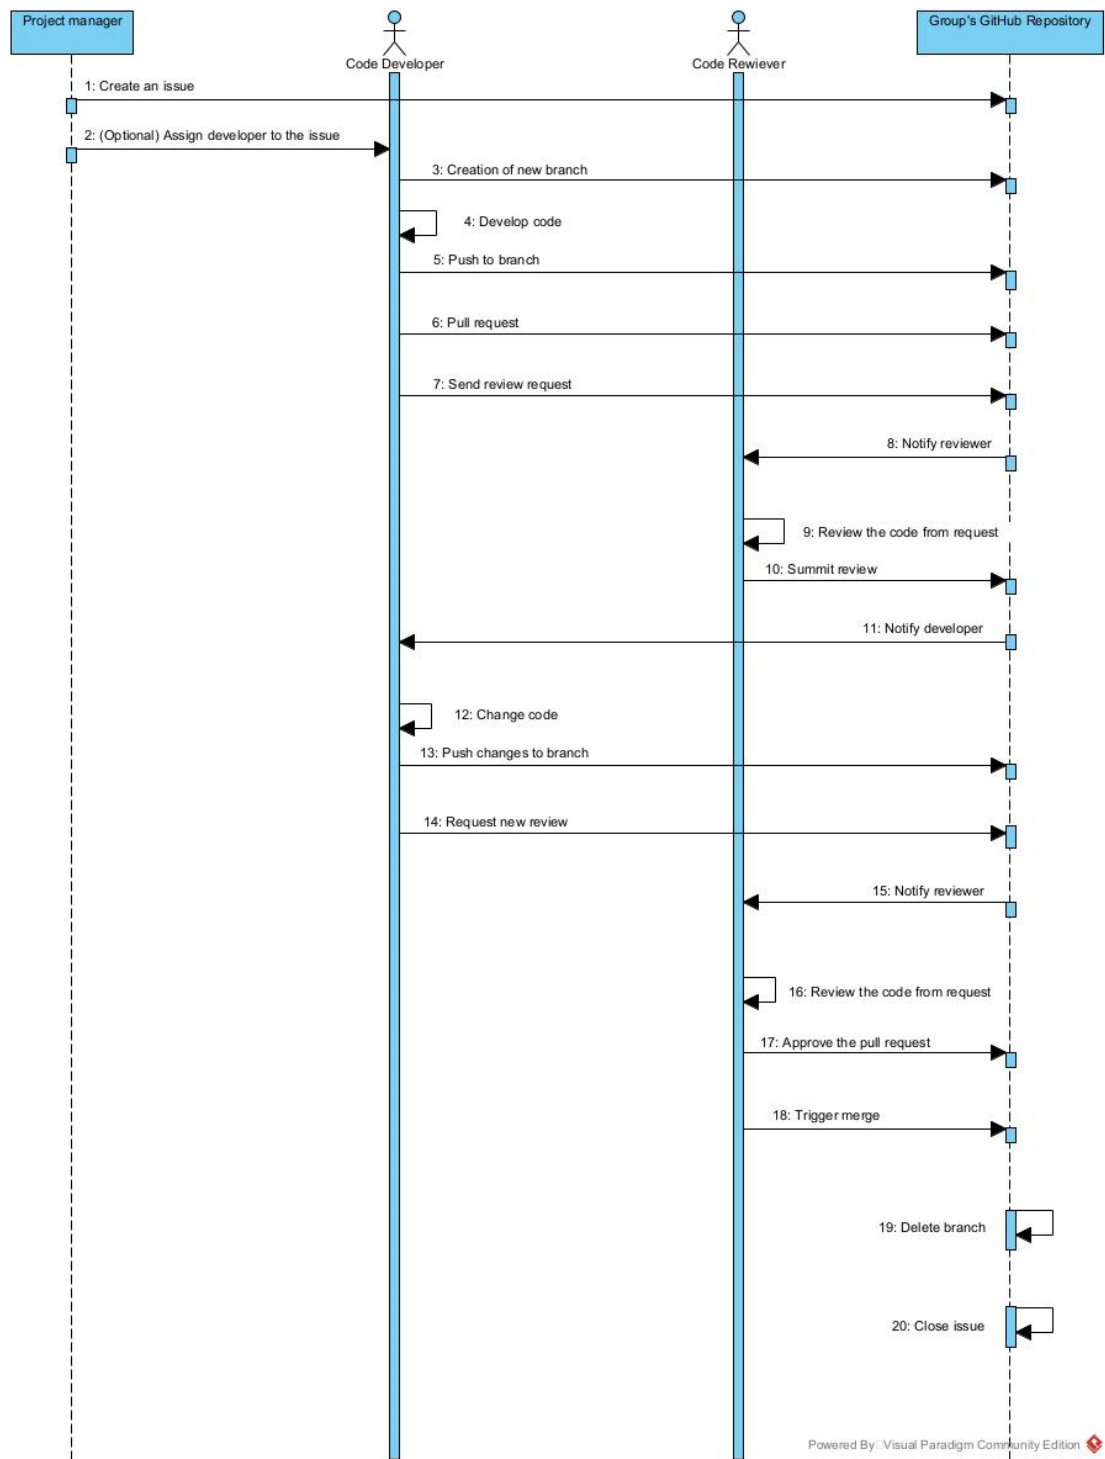 Project manager
Group's GitHub Repository
Code Developer
Code Rewiever
1: Create an issue
2: (Optional) Assign developer to the issue
3: Creation of new branch
4: Develop code
5: Push to branch
6: Pull request
7: Send review request
8: Notify reviewer
9: Review the code from request
10: Summit review
11: Notify developer
12: Change code
13: Push changes to branch
14: Request new review
15: Notify reviewer
16: Review the code from request
17: Approve the pull request
18: Trigger merge
19: Delete branch
20: Close issue
Powered By Visual Paradigm Community Edition